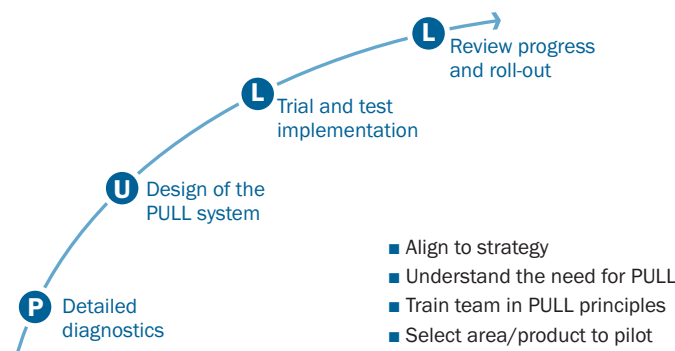 L
Review progress
and roll-out
L
Trial and test
implementation
U
Design of the
PULL system
P
Detailed
diagnostics
■ Align to strategy
■ Understand the need for PULL
■ Train team in PULL principles
■ Select area/product to pilot